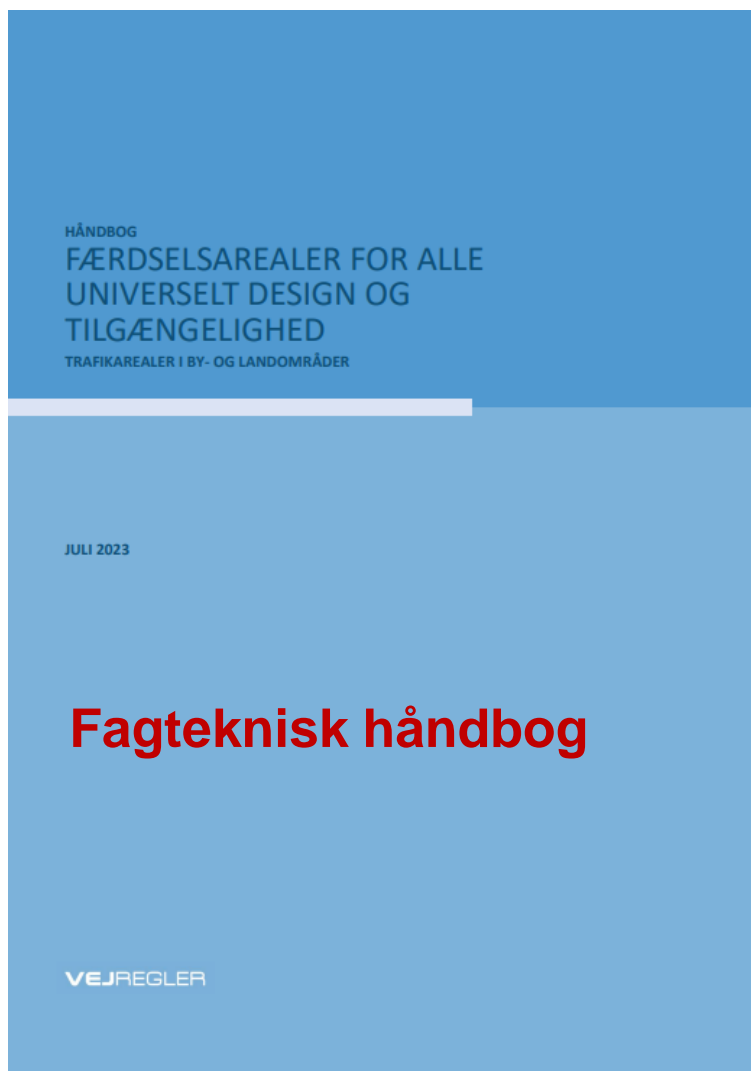 HÅNDBOG
FÆRDSELSAREALER FOR ALLE
UNIVERSELT DESIGN OG
TILGÆNGELIGHED
TRAFIKAREALER I BY- OG LANDOMRÅDER
JULI 2023
Fagteknisk håndbog
VEJREGLER